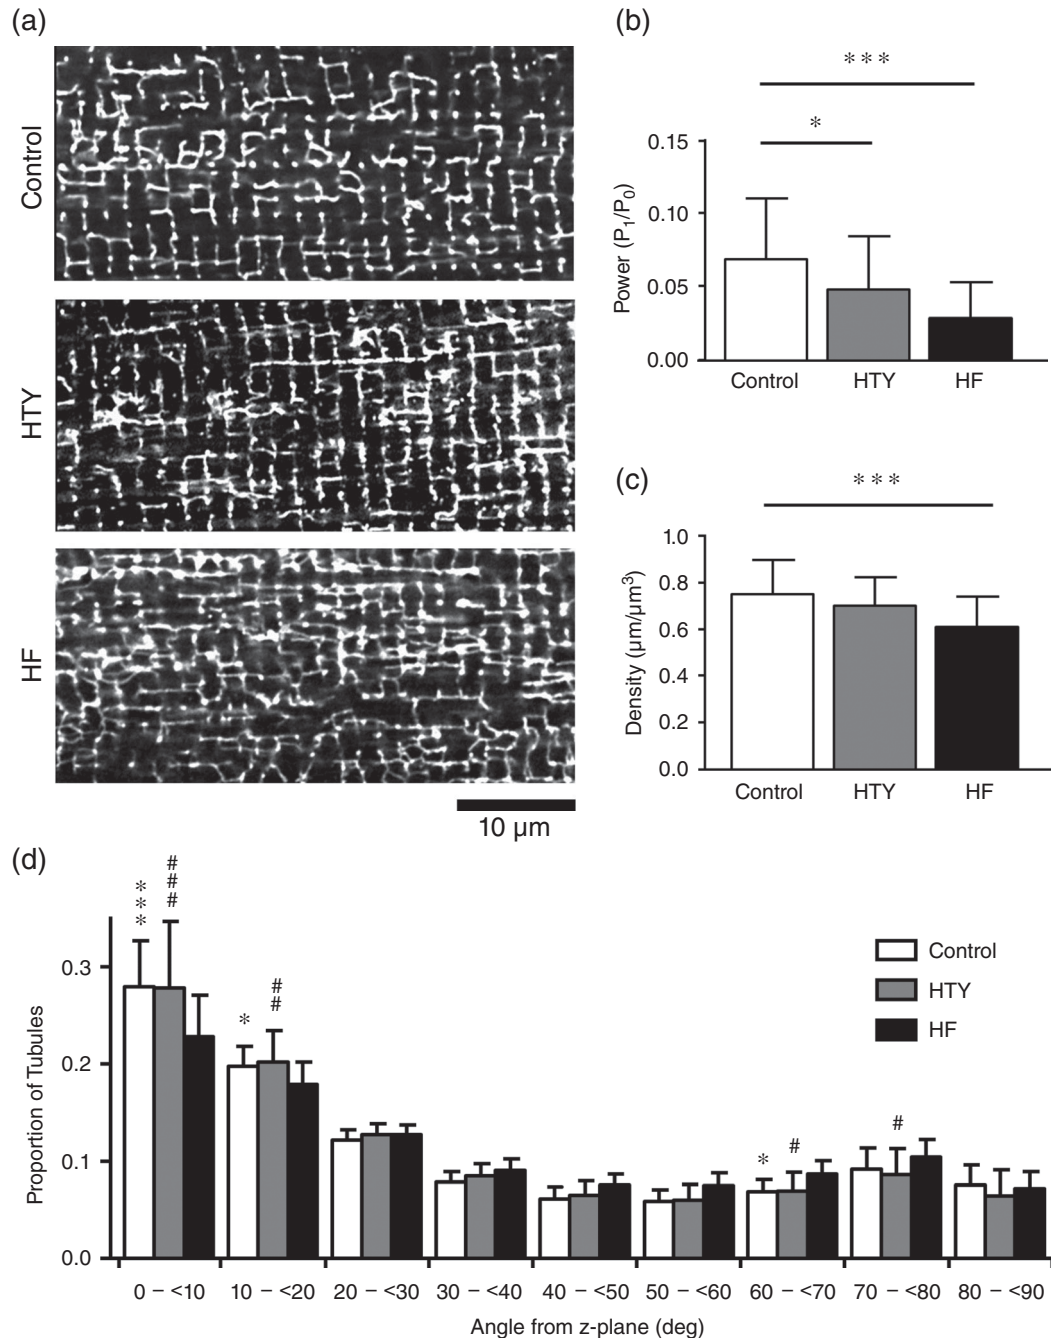 (a)
Control
HTY
HF
10 µm
(b)
***
*
Power (P1/P0)
0.15
0.10
0.05
0.00
Control HTY HF
(c)
***
Density (µm/µm³)
1.0
0.8
0.6
0.4
0.2
0.0
Control HTY HF
(d)
Proportion of Tubules
0.3
0.2
0.1
0.0
***
###
*
##
*
#
#
Control
HTY
HF
0 – <10 10 – <20 20 – <30 30 – <40 40 – <50 50 – <60 60 – <70 70 – <80 80 – <90
Angle from z-plane (deg)